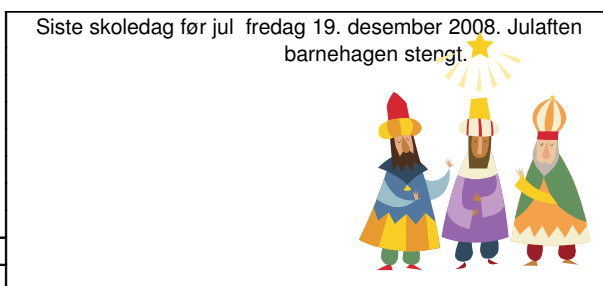 Siste skoledag før jul  fredag 19. desember 2008. Julaften
barnehagen stengt.